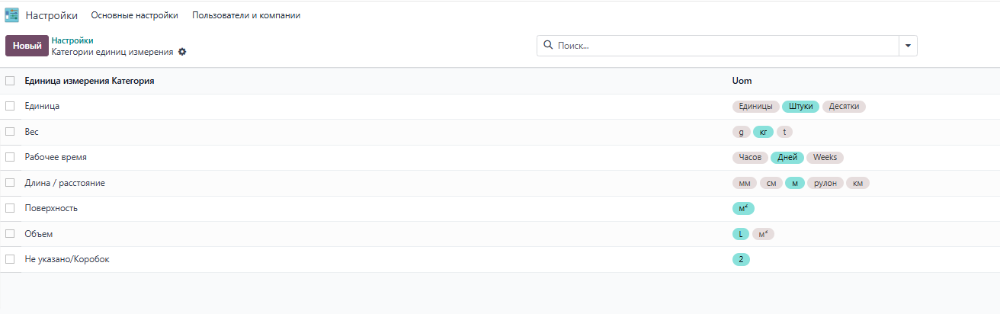 Настройки Основные настройки Пользователи и компании
Новый Настройки
Категории единиц измерения
Поиск...
Единица измерения Категория Uom
Единица Единицы Штуки Десятки
Вес g кг t
Рабочее время Часов Дней Weeks
Длина / расстояние мм см м рулон км
Поверхность м²
Объем L м³
Не указано/Коробок 2